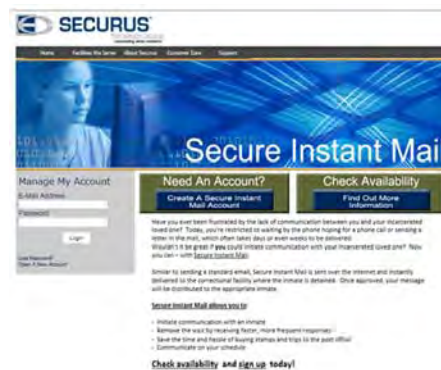 SECURUS
Home Facilities We Serve About Securus Customer Care Support
Secure Instant Mail
Manage My Account
E-Mail Address
Password
Login
Lost Password?
Open A New Account
Need An Account?
Create A Secure Instant
Mail Account
Check Availability
Find Out More
Information
Have you ever been frustrated by the lack of communication between you and your incarcerated
loved one? Today, you're restricted to waiting by the phone hoping for a phone call or sending a
letter in the mail, which often takes days or even weeks to be delivered.
Wouldn't it be great if you could initiate communication with your incarcerated loved one? Now
you can - with Secure Instant Mail.
Similar to sending a standard email, Secure Instant Mail is sent over the internet and instantly
delivered to the correctional facility where the inmate is detained. Once approved, your message
will be distributed to the appropriate inmate.
Secure Instant Mail allows you to:
- Initiate communication with an inmate
- Remove the wait by receiving faster, more frequent responses
- Save the time and hassle of buying stamps and trips to the post office
- Communicate on your schedule
Check availability and sign up today!